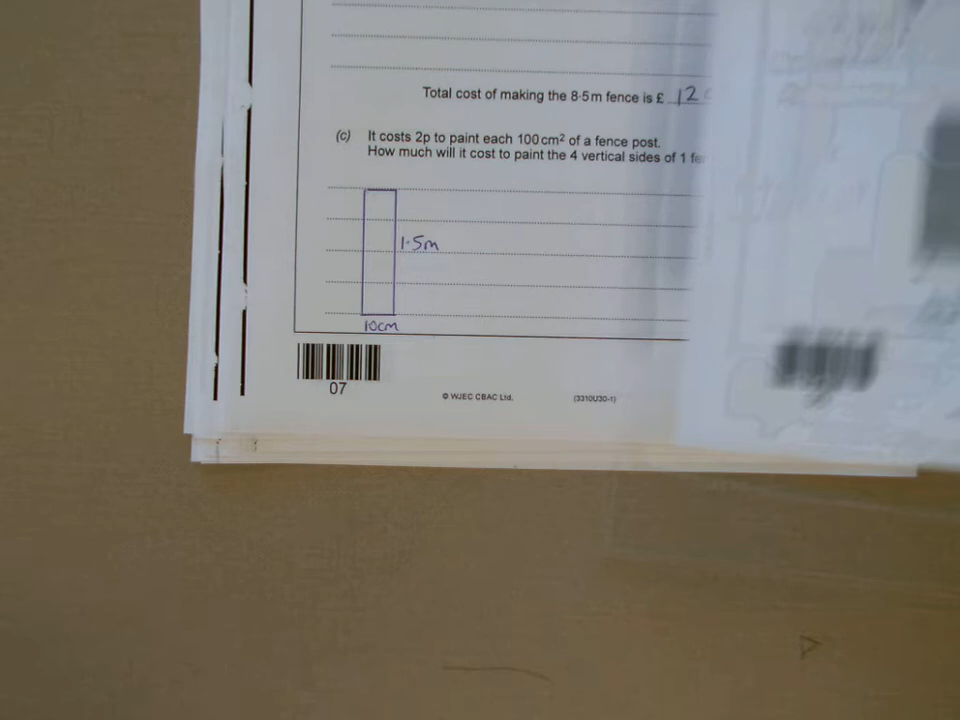 Total cost of making the 8·5m fence is £ 12
(c) It costs 2p to paint each 100 cm² of a fence post.
How much will it cost to paint the 4 vertical sides of 1
1·5m
10cm
07
© WJEC CBAC Ltd.
(3310U30-1)